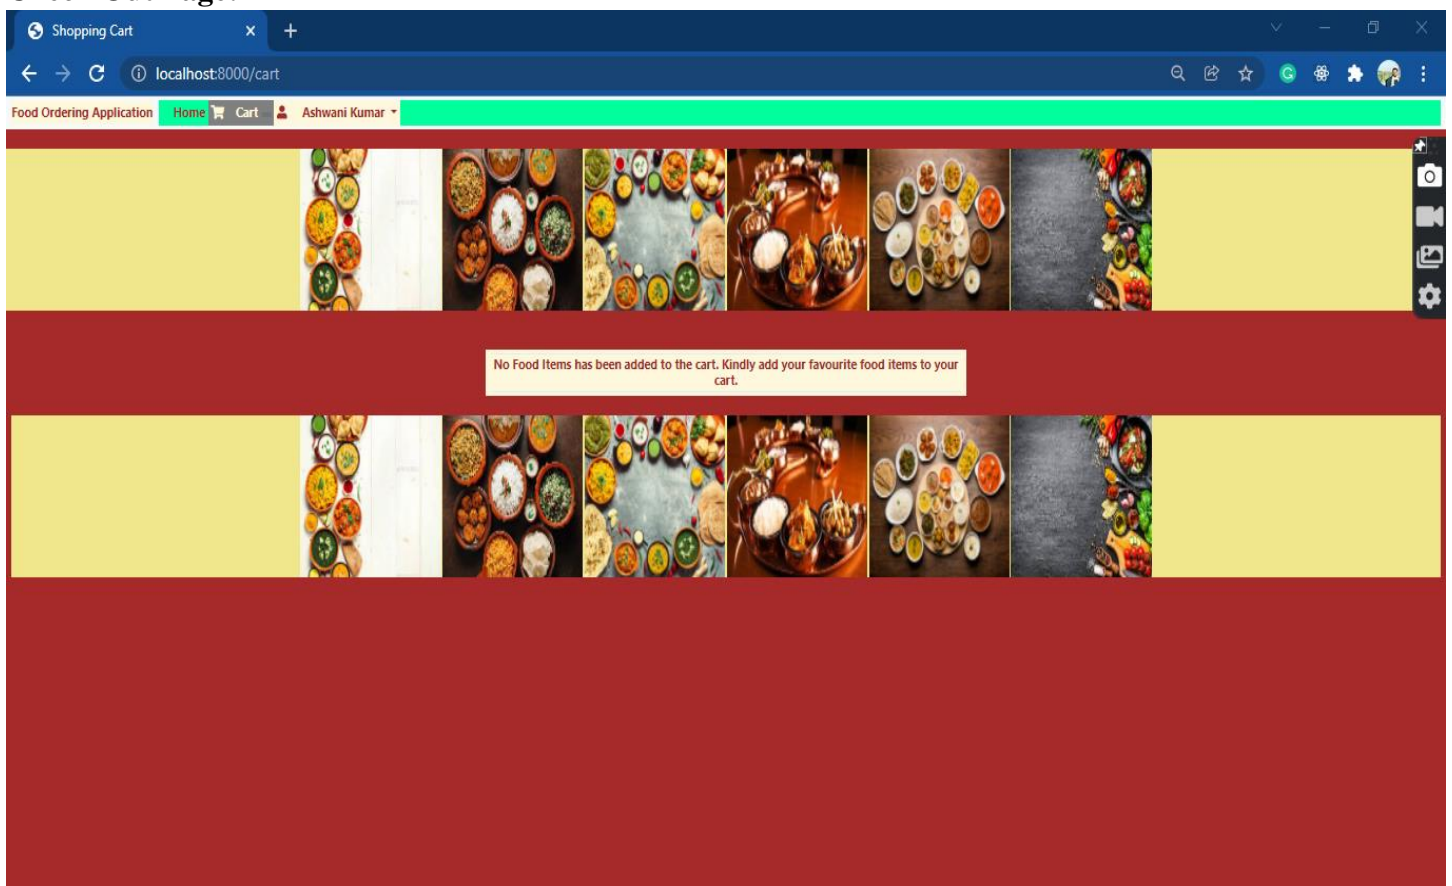 Shopping Cart
localhost:8000/cart
Food Ordering Application Home Cart Ashwani Kumar
No Food Items has been added to the cart. Kindly add your favourite food items to your
cart.